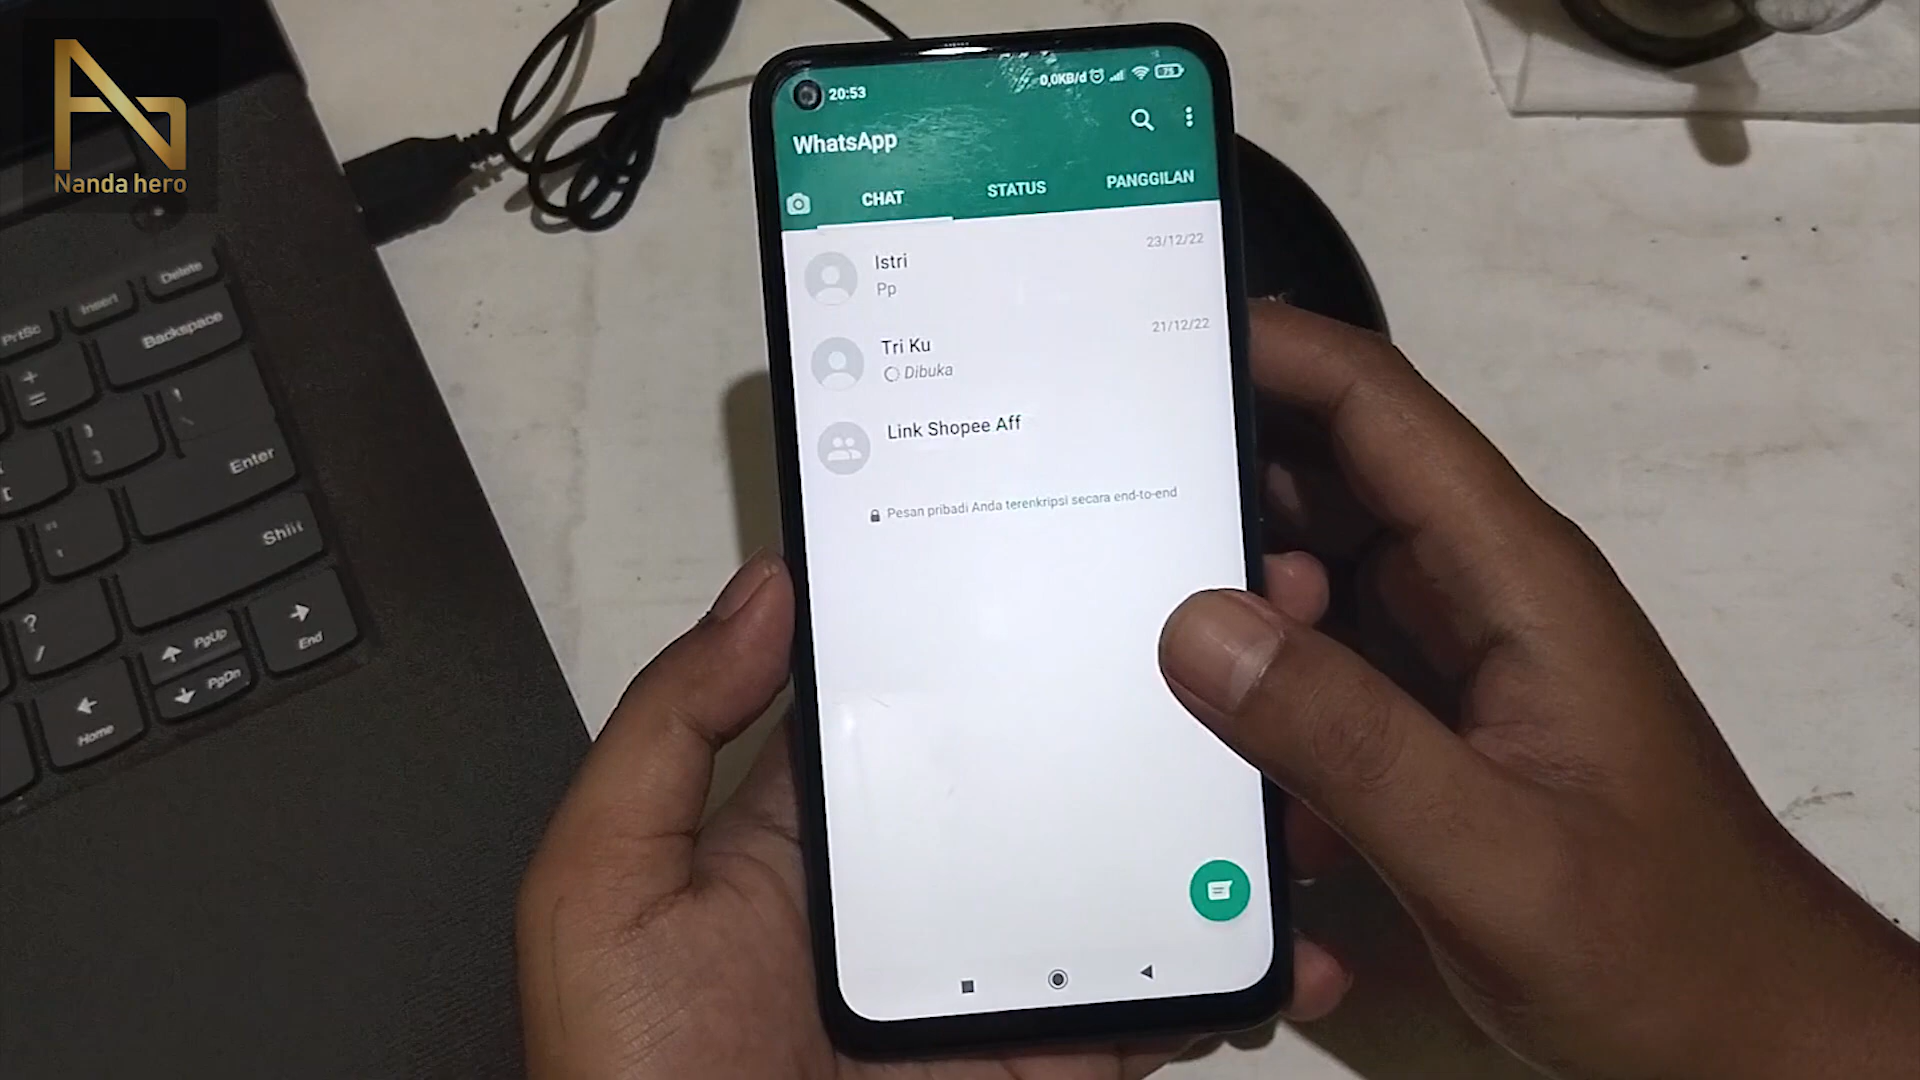 Nanda hero
20:53
0,0KB/d
75
WhatsApp
CHAT
STATUS
PANGGILAN
Istri
23/12/22
Pp
Tri Ku
21/12/22
Dibuka
Link Shopee Aff
Pesan pribadi Anda terenkripsi secara end-to-end
PrtSc
Insert
Delete
+
=
Backspace
Enter
Shift
?
/
PgUp
PgDn
End
Home